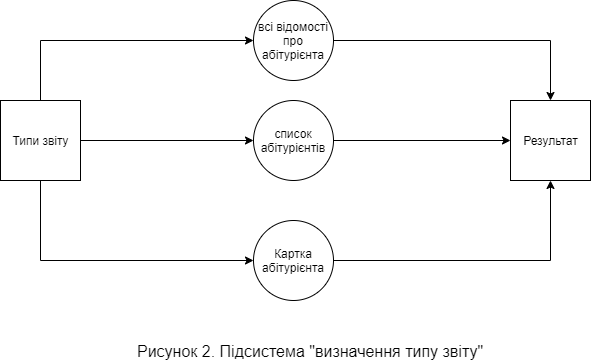 всі відомості
про
абітурієнта
Типи звіту
список
абітурієнтів
Результат
Картка
абітурієнта
Рисунок 2. Підсистема "визначення типу звіту"